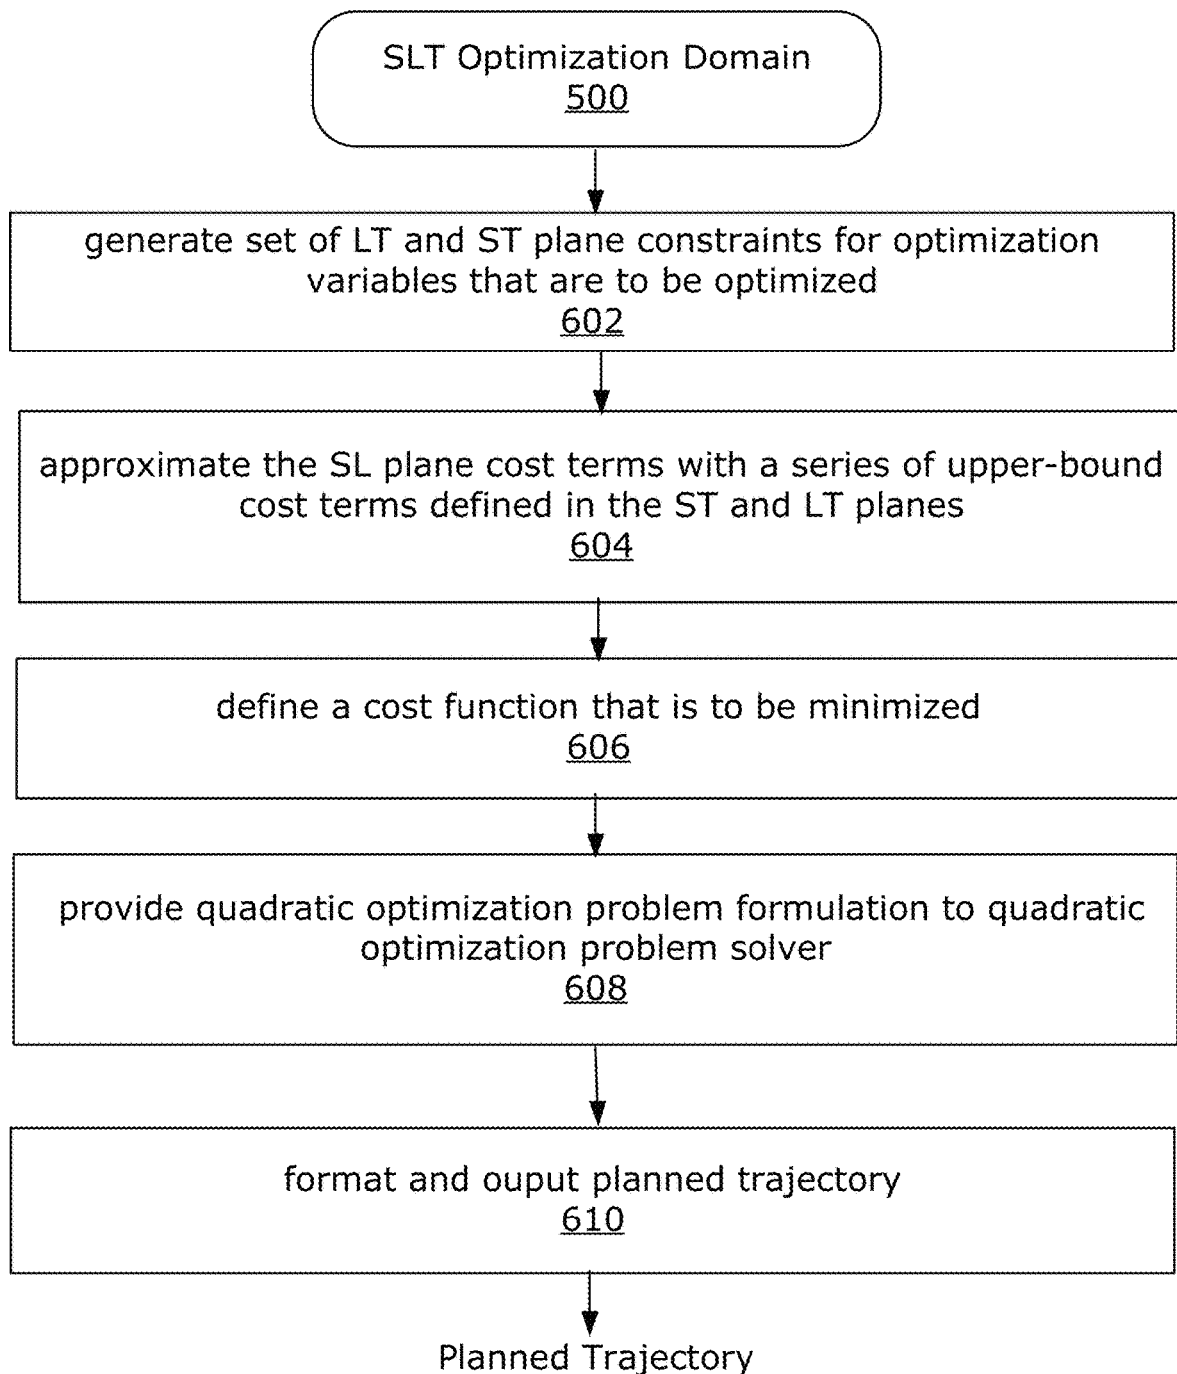 SLT Optimization Domain
500
generate set of LT and ST plane constraints for optimization
variables that are to be optimized
602
approximate the SL plane cost terms with a series of upper-bound
cost terms defined in the ST and LT planes
604
define a cost function that is to be minimized
606
provide quadratic optimization problem formulation to quadratic
optimization problem solver
608
format and ouput planned trajectory
610
Planned Trajectory